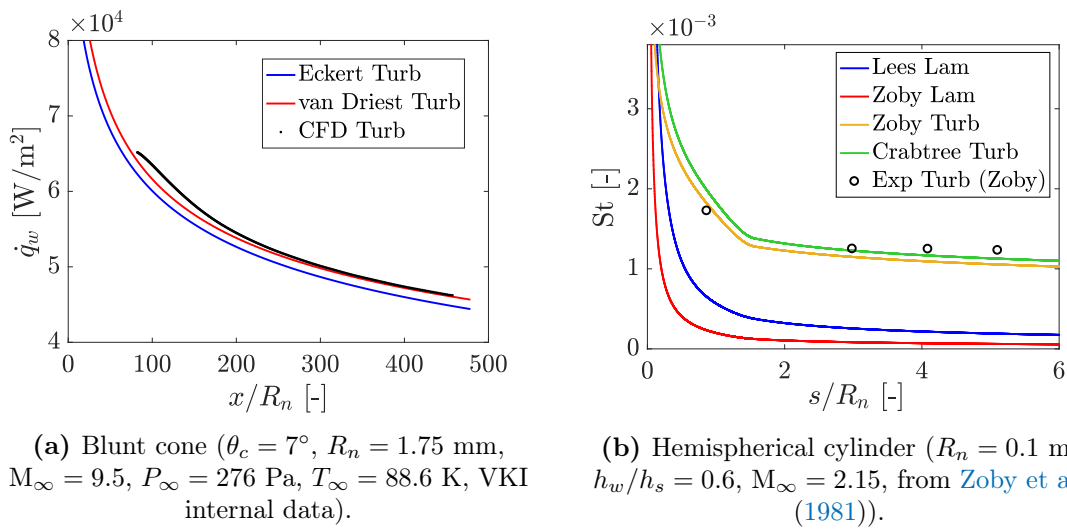 ×10⁴
8
7
6
5
4
0
100
200
300
400
500
q̇_w [W/m²]
x/R_n [-]
Eckert Turb
van Driest Turb
CFD Turb
(a) Blunt cone (θ_c = 7°, R_n = 1.75 mm,
M_∞ = 9.5, P_∞ = 276 Pa, T_∞ = 88.6 K, VKI
internal data).
×10⁻³
3
2
1
0
0
2
4
6
St [-]
s/R_n [-]
Lees Lam
Zoby Lam
Zoby Turb
Crabtree Turb
Exp Turb (Zoby)
(b) Hemispherical cylinder (R_n = 0.1 m
h_w/h_s = 0.6, M_∞ = 2.15, from Zoby et a
(1981)).